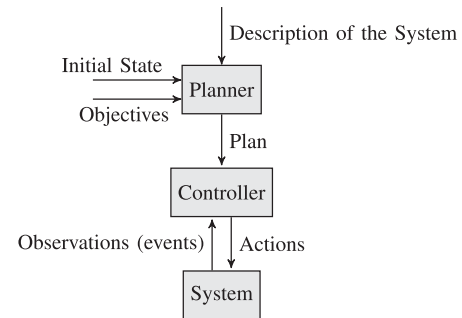 Description of the System
Initial State
Planner
Objectives
Plan
Controller
Observations (events)
Actions
System